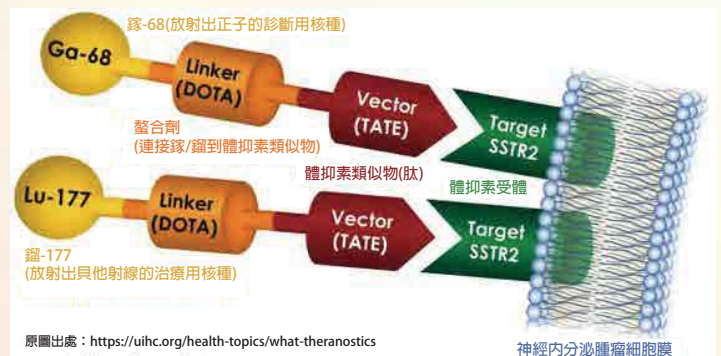 鎵-68(放射出正子的診斷用核種)
Ga-68
Linker
(DOTA)
Vector
(TATE)
Target
SSTR2
螯合劑
(連接鎵/鎦到體抑素類似物)
體抑素類似物(肽)
體抑素受體
Lu-177
Linker
(DOTA)
Vector
(TATE)
Target
SSTR2
鎦-177
(放射出貝他射線的治療用核種)
原圖出處：https://uihc.org/health-topics/what-theranostics
神經內分泌腫瘤細胞膜